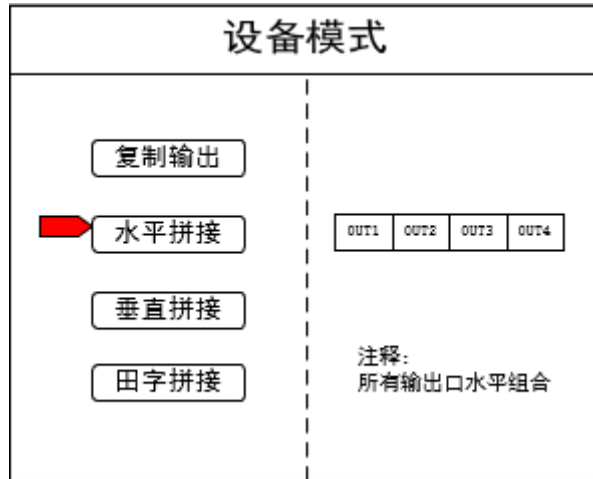 设备模式
复制输出
水平拼接
垂直拼接
田字拼接
OUT1 OUT2 OUT3 OUT4
注释:
所有输出口水平组合